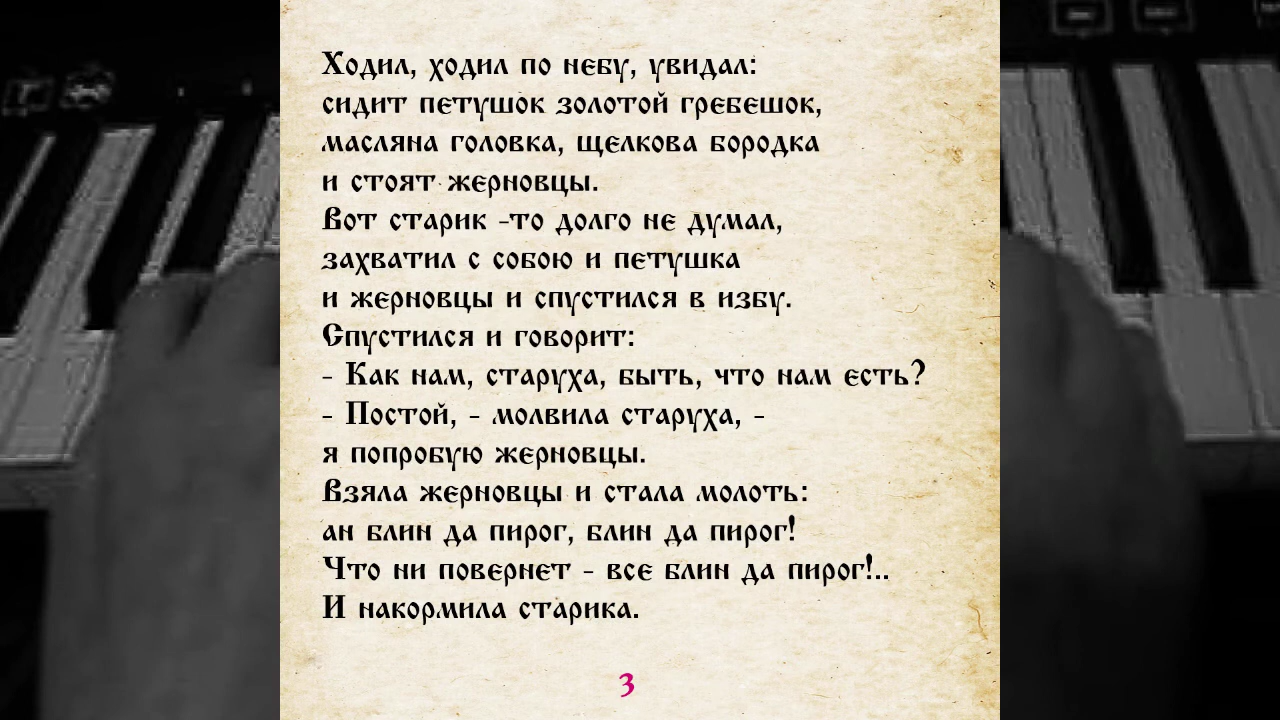 Ходил, ходил по небу, увидал:
сидит петушок золотой гребешок,
масляна головка, щелкова бородка
и стоят жерновцы.
Вот старик -то долго не думал,
захватил с собою и петушка
и жерновцы и спустился в избу.
Спустился и говорит:
- Как нам, старуха, быть, что нам есть?
- Постой, - молвила старуха, -
я попробую жерновцы.
Взяла жерновцы и стала молоть:
ан блин да пирог, блин да пирог!
Что ни повернет - все блин да пирог!..
И накормила старика.
3